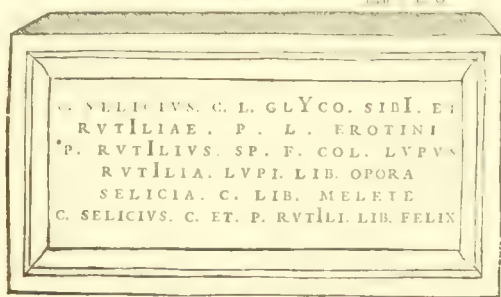 C. SELICIVS. C. L. GLYCO. SIBI. ET
RVTILIAE. P. L. EROTINI
P. RVTILIVS. SP. F. COL. LVPVS
RVTILIA. LVPI. LIB. OPORA
SELICIA. C. LIB. MELETE
C. SELICIVS. C. ET. P. RVTILI. LIB. FELIX